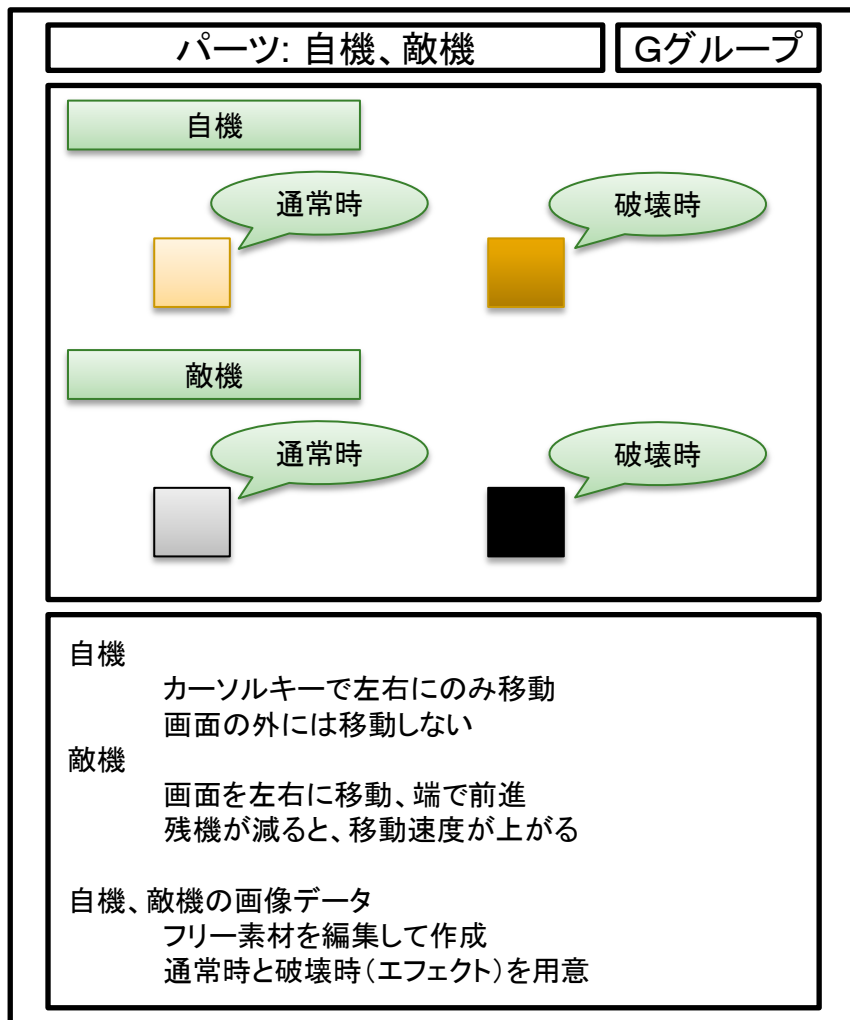 パーツ: 自機、敵機
Gグループ
自機
通常時
破壊時
敵機
通常時
破壊時
自機
カーソルキーで左右にのみ移動
画面の外には移動しない
敵機
画面を左右に移動、端で前進
残機が減ると、移動速度が上がる
自機、敵機の画像データ
フリー素材を編集して作成
通常時と破壊時(エフェクト)を用意